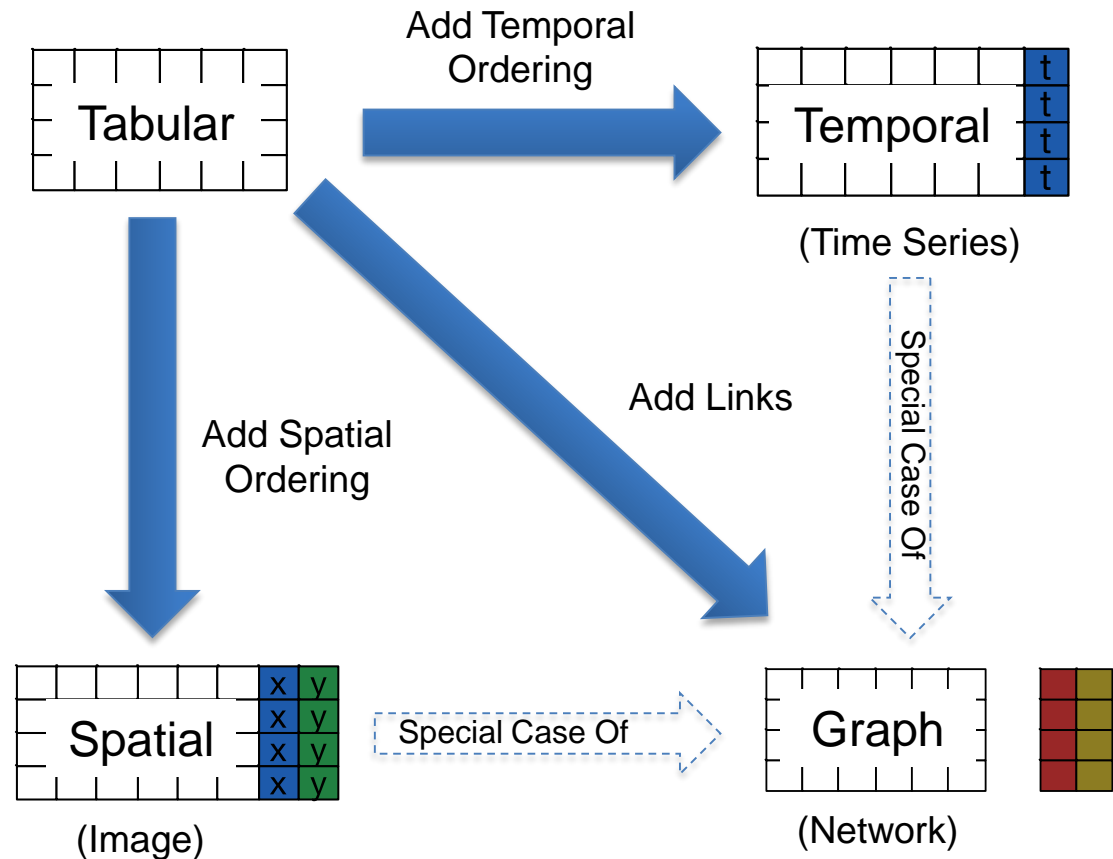 Add Temporal
Ordering
Tabular
Temporal
t
t
t
t
(Time Series)
Special Case Of
Add Links
Add Spatial
Ordering
Spatial
x y
x y
x y
x y
(Image)
Special Case Of
Graph
(Network)